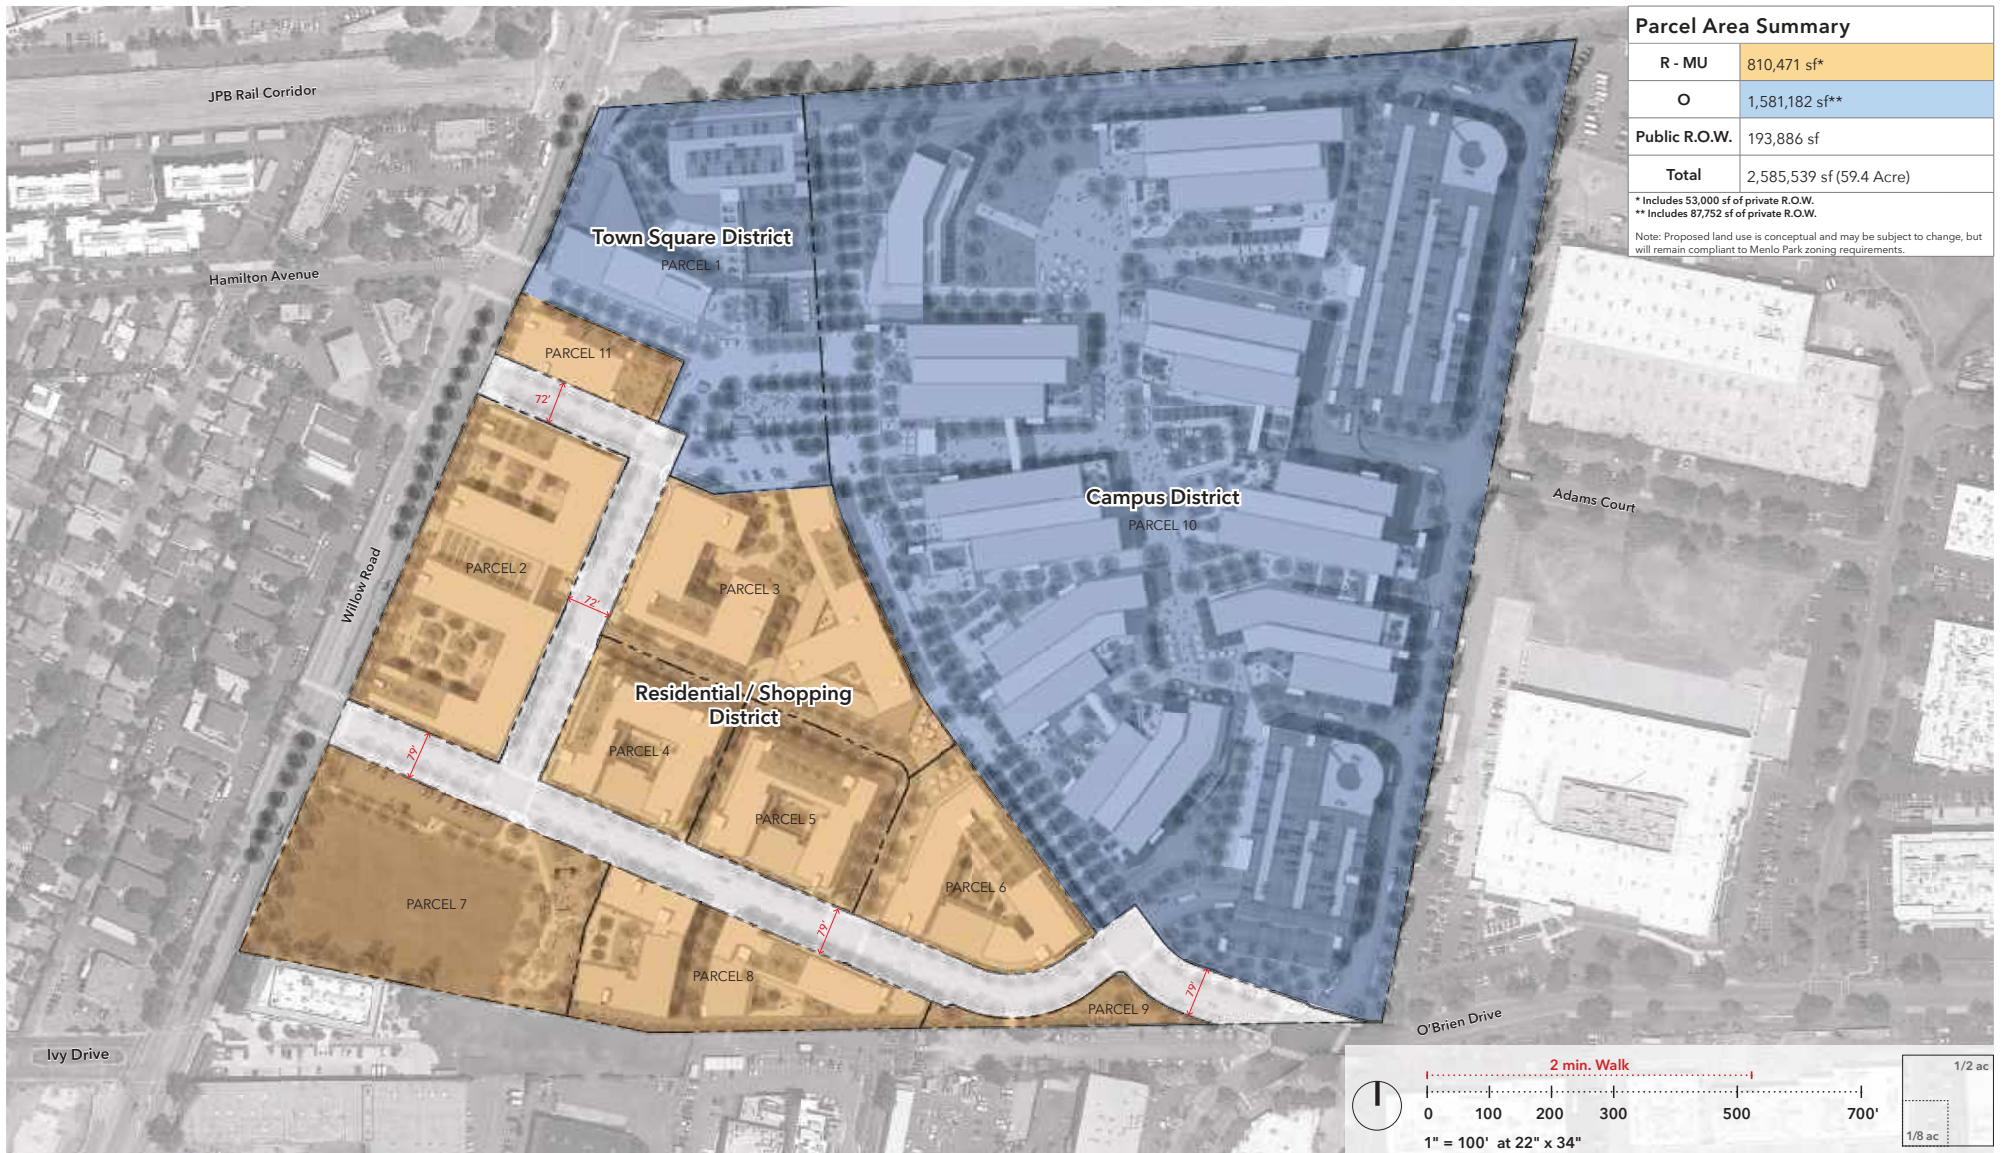 Parcel Area Summary
R - MU 810,471 sf*
O 1,581,182 sf**
Public R.O.W. 193,886 sf
Total 2,585,539 sf (59.4 Acre)
* Includes 53,000 sf of private R.O.W.
** Includes 87,752 sf of private R.O.W.
Note: Proposed land use is conceptual and may be subject to change, but
will remain compliant to Menlo Park zoning requirements.
JPB Rail Corridor
Hamilton Avenue
Town Square District
PARCEL 1
PARCEL 11
72'
Willow Road
PARCEL 2
72'
PARCEL 3
Campus District
PARCEL 10
Adams Court
Residential / Shopping
District
PARCEL 4
PARCEL 5
79'
PARCEL 6
PARCEL 7
79'
PARCEL 8
PARCEL 9
79'
O'Brien Drive
Ivy Drive
2 min. Walk
0 100 200 300 500 700'
1" = 100' at 22" x 34"
1/2 ac
1/8 ac